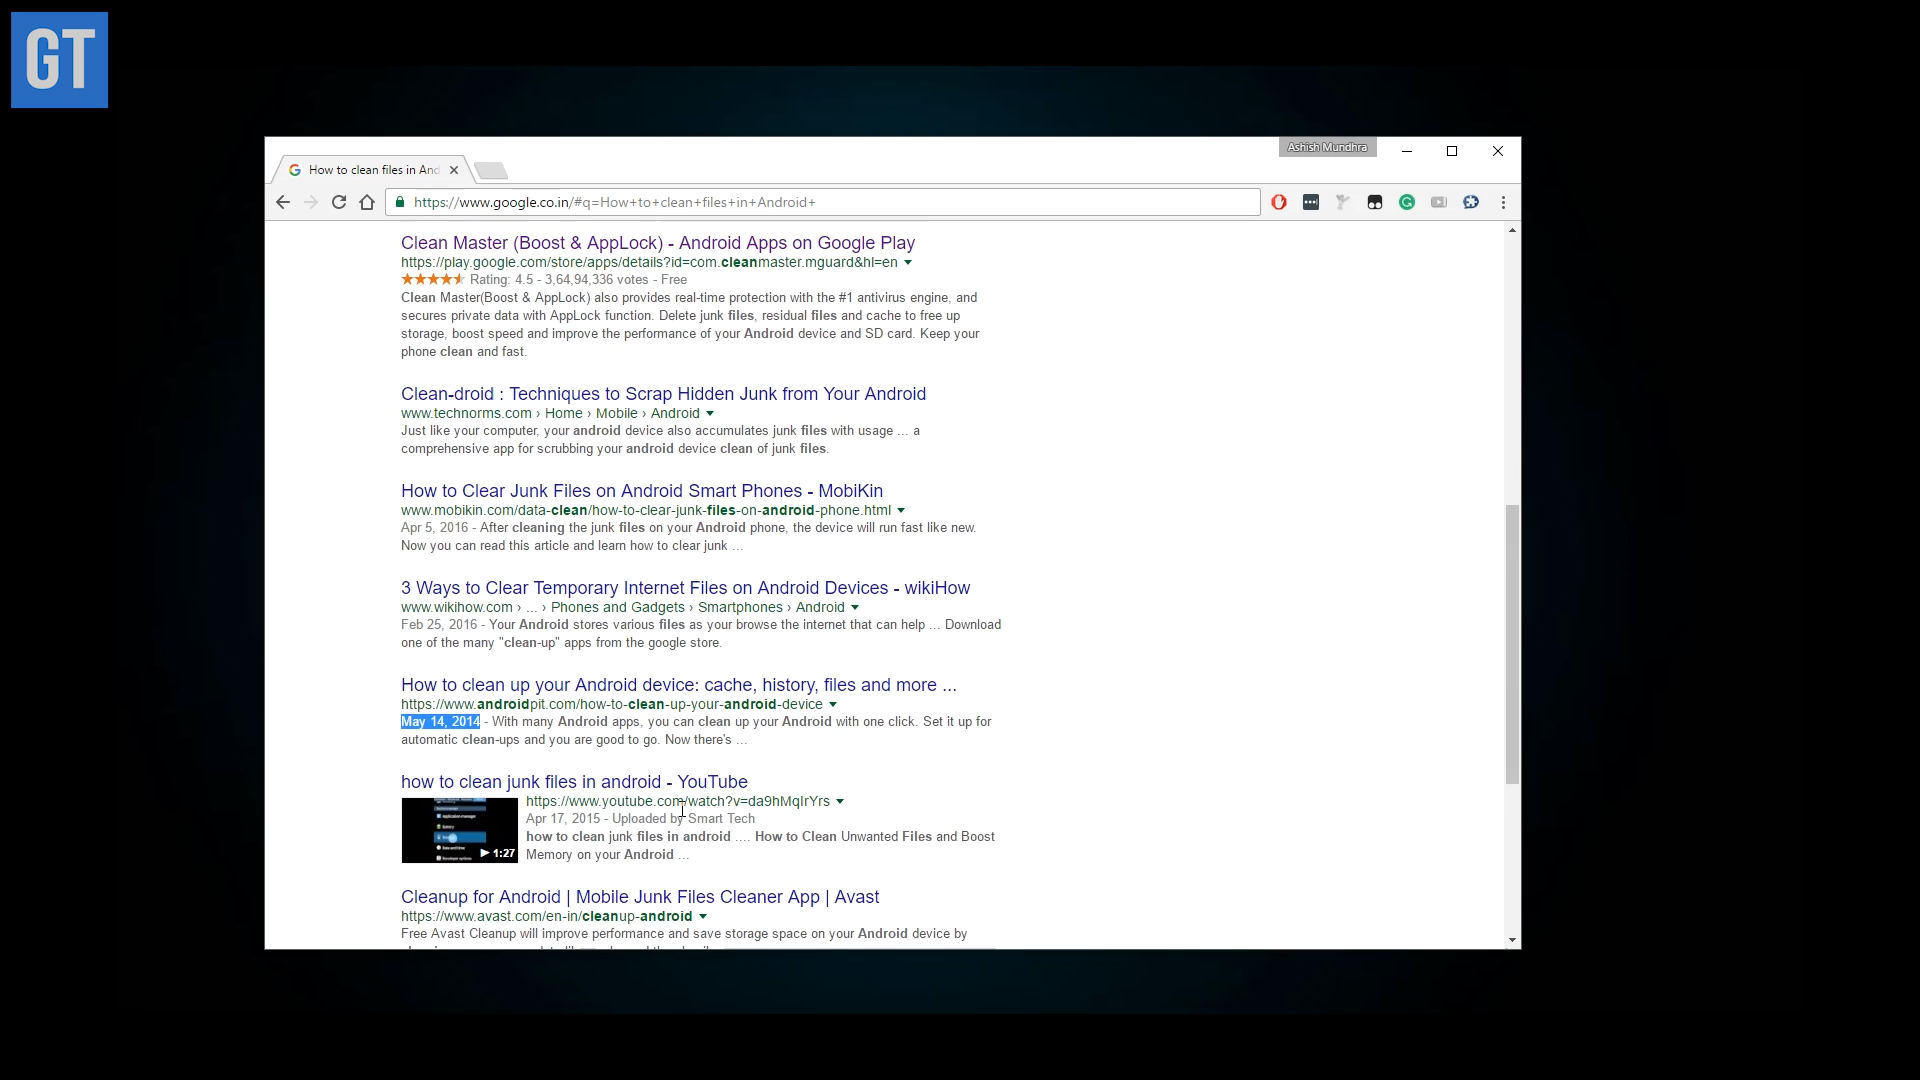 GT
Ashish Mundhra
How to clean files in And
https://www.google.co.in/#q=How+to+clean+files+in+Android+
Clean Master (Boost & AppLock) - Android Apps on Google Play
https://play.google.com/store/apps/details?id=com.cleanmaster.mguard&hl=en
Rating: 4.5 - 3,64,94,336 votes - Free
Clean Master(Boost & AppLock) also provides real-time protection with the #1 antivirus engine, and
secures private data with AppLock function. Delete junk files, residual files and cache to free up
storage, boost speed and improve the performance of your Android device and SD card. Keep your
phone clean and fast.
Clean-droid : Techniques to Scrap Hidden Junk from Your Android
www.technorms.com › Home › Mobile › Android
Just like your computer, your android device also accumulates junk files with usage ... a
comprehensive app for scrubbing your android device clean of junk files.
How to Clear Junk Files on Android Smart Phones - MobiKin
www.mobikin.com/data-clean/how-to-clear-junk-files-on-android-phone.html
Apr 5, 2016 - After cleaning the junk files on your Android phone, the device will run fast like new.
Now you can read this article and learn how to clear junk ...
3 Ways to Clear Temporary Internet Files on Android Devices - wikiHow
www.wikihow.com › ... › Phones and Gadgets › Smartphones › Android
Feb 25, 2016 - Your Android stores various files as your browse the internet that can help ... Download
one of the many "clean-up" apps from the google store.
How to clean up your Android device: cache, history, files and more ...
https://www.androidpit.com/how-to-clean-up-your-android-device
May 14, 2014 - With many Android apps, you can clean up your Android with one click. Set it up for
automatic clean-ups and you are good to go. Now there's ...
how to clean junk files in android - YouTube
https://www.youtube.com/watch?v=da9hMqIrYrs
Apr 17, 2015 - Uploaded by Smart Tech
how to clean junk files in android .... How to Clean Unwanted Files and Boost
Memory on your Android ...
1:27
Cleanup for Android | Mobile Junk Files Cleaner App | Avast
https://www.avast.com/en-in/cleanup-android
Free Avast Cleanup will improve performance and save storage space on your Android device by